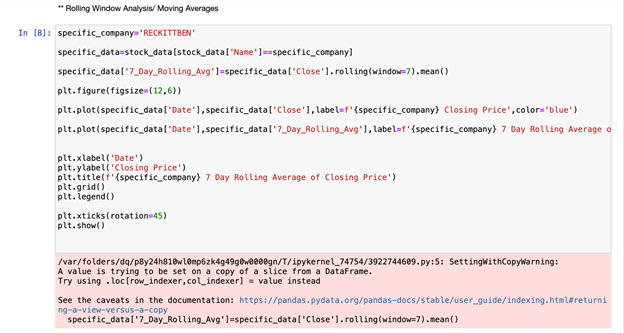 ** Rolling Window Analysis/ Moving Averages
In [8]: specific_company='RECKITTBEN'
specific_data=stock_data[stock_data['Name']==specific_company]
specific_data['7_Day_Rolling_Avg']=specific_data['Close'].rolling(window=7).mean()
plt.figure(figsize=(12,6))
plt.plot(specific_data['Date'],specific_data['Close'],label=f'{specific_company} Closing Price',color='blue')
plt.plot(specific_data['Date'],specific_data['7_Day_Rolling_Avg'],label=f'{specific_company} 7 Day Rolling Average o
plt.xlabel('Date')
plt.ylabel('Closing Price')
plt.title(f'{specific_company} 7 Day Rolling Average of Closing Price')
plt.grid()
plt.legend()
plt.xticks(rotation=45)
plt.show()
/var/folders/dq/p8y24h810wl0mp6zk4g49g0w0000gn/T/ipykernel_74754/3922744609.py:5: SettingWithCopyWarning:
A value is trying to be set on a copy of a slice from a DataFrame.
Try using .loc[row_indexer,col_indexer] = value instead
See the caveats in the documentation: https://pandas.pydata.org/pandas-docs/stable/user_guide/indexing.html#returni
ng-a-view-versus-a-copy
specific_data['7_Day_Rolling_Avg']=specific_data['Close'].rolling(window=7).mean()